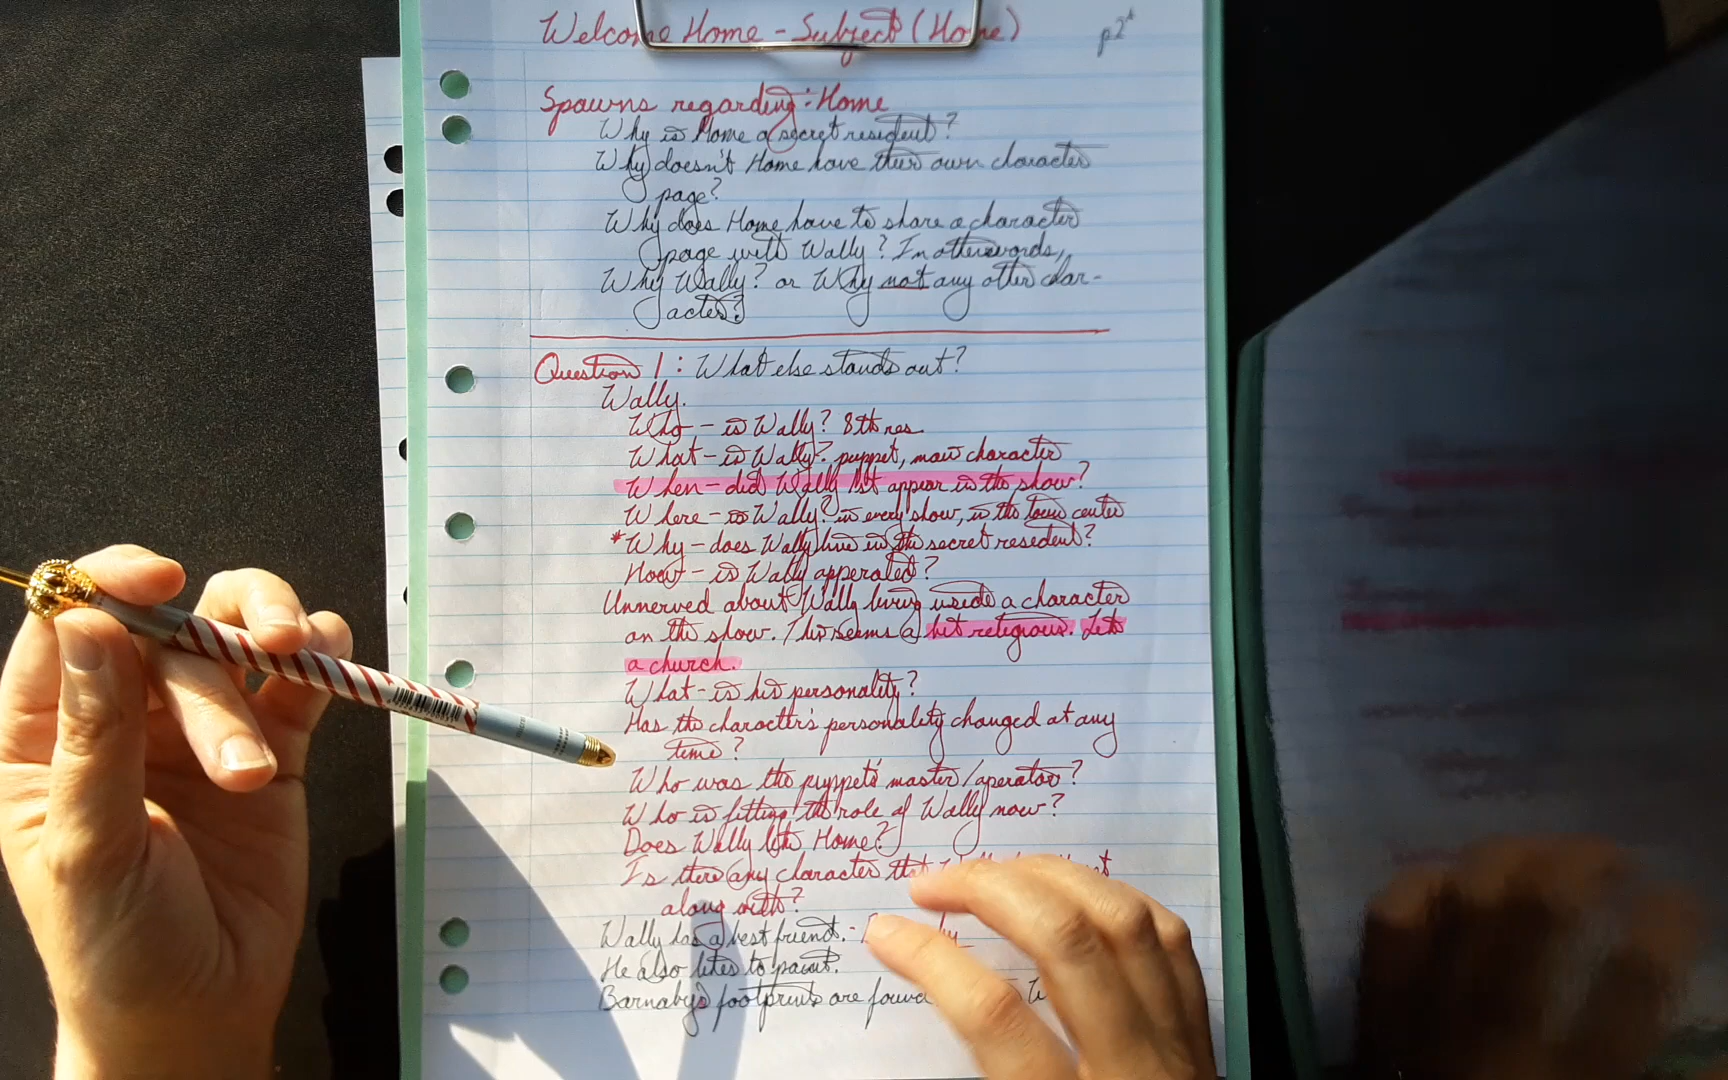 Welcome Home - Subject (Home) p2
Spawns regarding: Home
Why is Home a secret resident?
Why doesn't Home have their own character
page?
Why does Home have to share a character
page with Wally? In otherwords,
Why Wally? or Why not any other char-
acter?
Question 1: What else stands out?
Wally.
Who - is Wally? 8th res.
What - is Wally? puppet, main character
When - did Wally 1st appear in the show?
Where - is Wally? in every show, in the town center
*Why - does Wally live in the secret resedent?
How - is Wally apperated?
Unnerved about Wally living inside a character
on the show. This seems a bit religious. Like
a church.
What - is his personality?
Has the character's personality changed at any
time?
Who was the puppets' master/operator?
Who is fitting the role of Wally now?
Does Wally like Home?
Is there any character that
along with?
Wally has a best friend. -
He also likes to paint.
Barnaby's footprints are